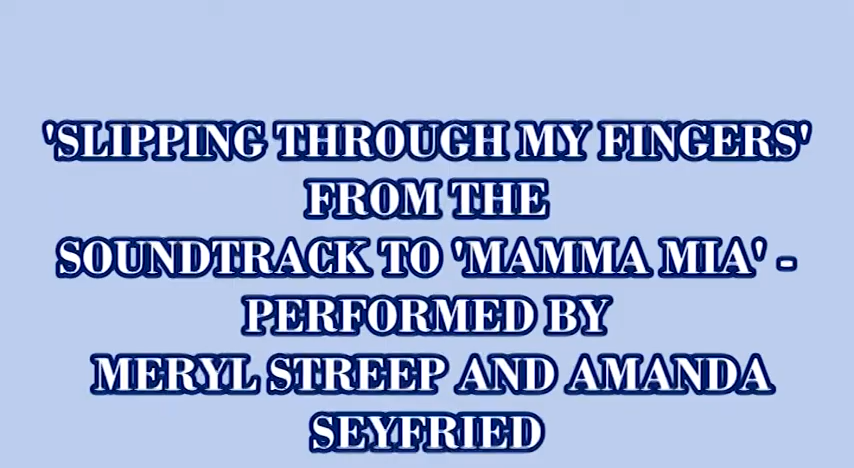 'SLIPPING THROUGH MY FINGERS'
FROM THE
SOUNDTRACK TO 'MAMMA MIA' -
PERFORMED BY
MERYL STREEP AND AMANDA
SEYFRIED